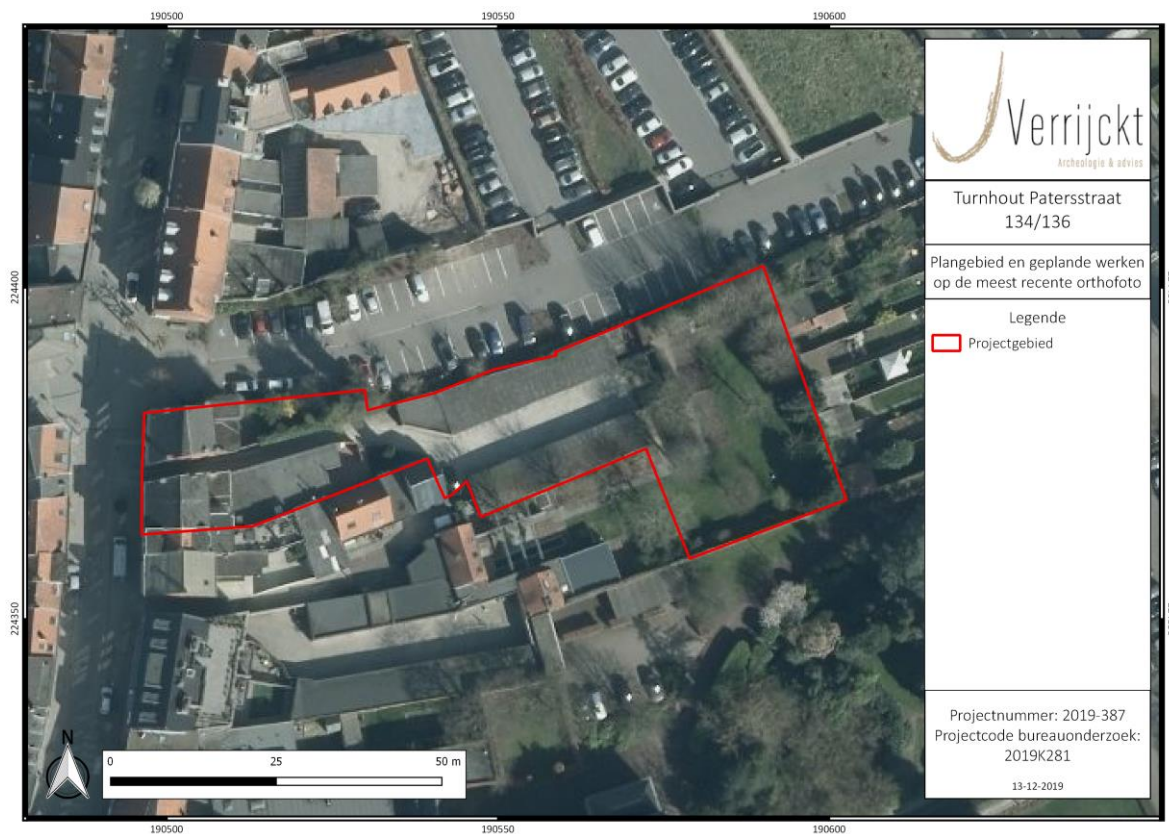 190500
190550
190600
Verrijckt
Archeologie & advies
Turnhout Patersstraat
134/136
Plangebied en geplande werken
op de meest recente orthofoto
Legende
Projectgebied
224400
224350
N
0
25
50 m
Projectnummer: 2019-387
Projectcode bureauonderzoek:
2019K281
13-12-2019
190500
190550
190600